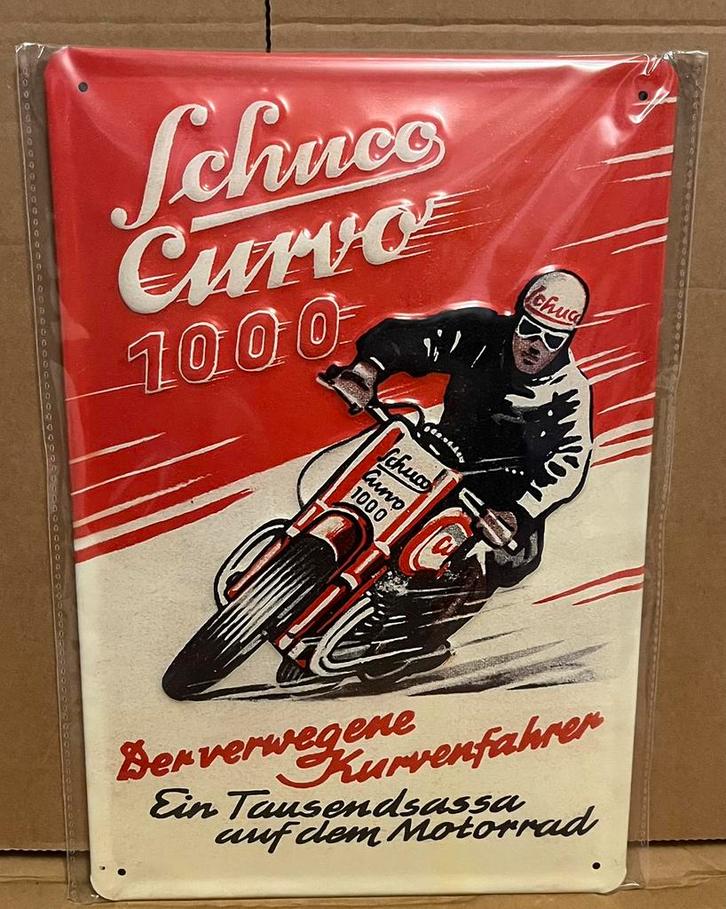 Schuco
Curvo
1000
Schuco
Schuco
Curvo
1000
Der verwegene
Kurvenfahrer
Ein Tausendsassa
auf dem Motorrad